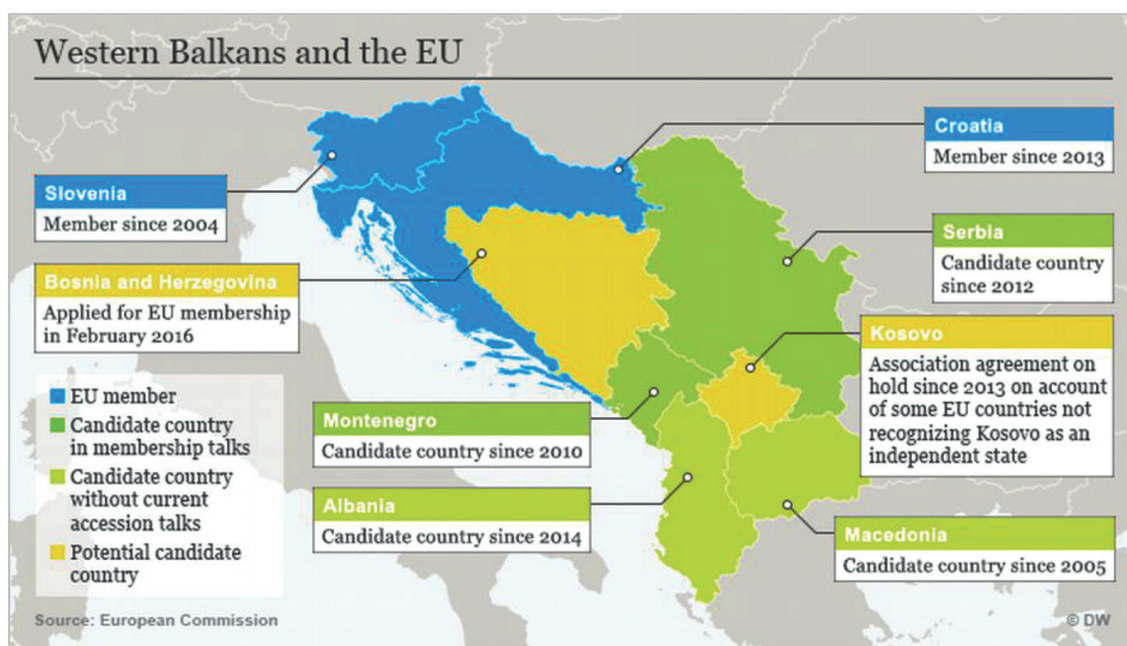 Western Balkans and the EU
Croatia
Member since 2013
Slovenia
Member since 2004
Serbia
Candidate country
since 2012
Bosnia and Herzegovina
Applied for EU membership
in February 2016
Kosovo
Association agreement on
hold since 2013 on account
of some EU countries not
recognizing Kosovo as an
independent state
EU member
Candidate country
in membership talks
Candidate country
without current
accession talks
Potential candidate
country
Montenegro
Candidate country since 2010
Albania
Candidate country since 2014
Macedonia
Candidate country since 2005
Source: European Commission
© DW